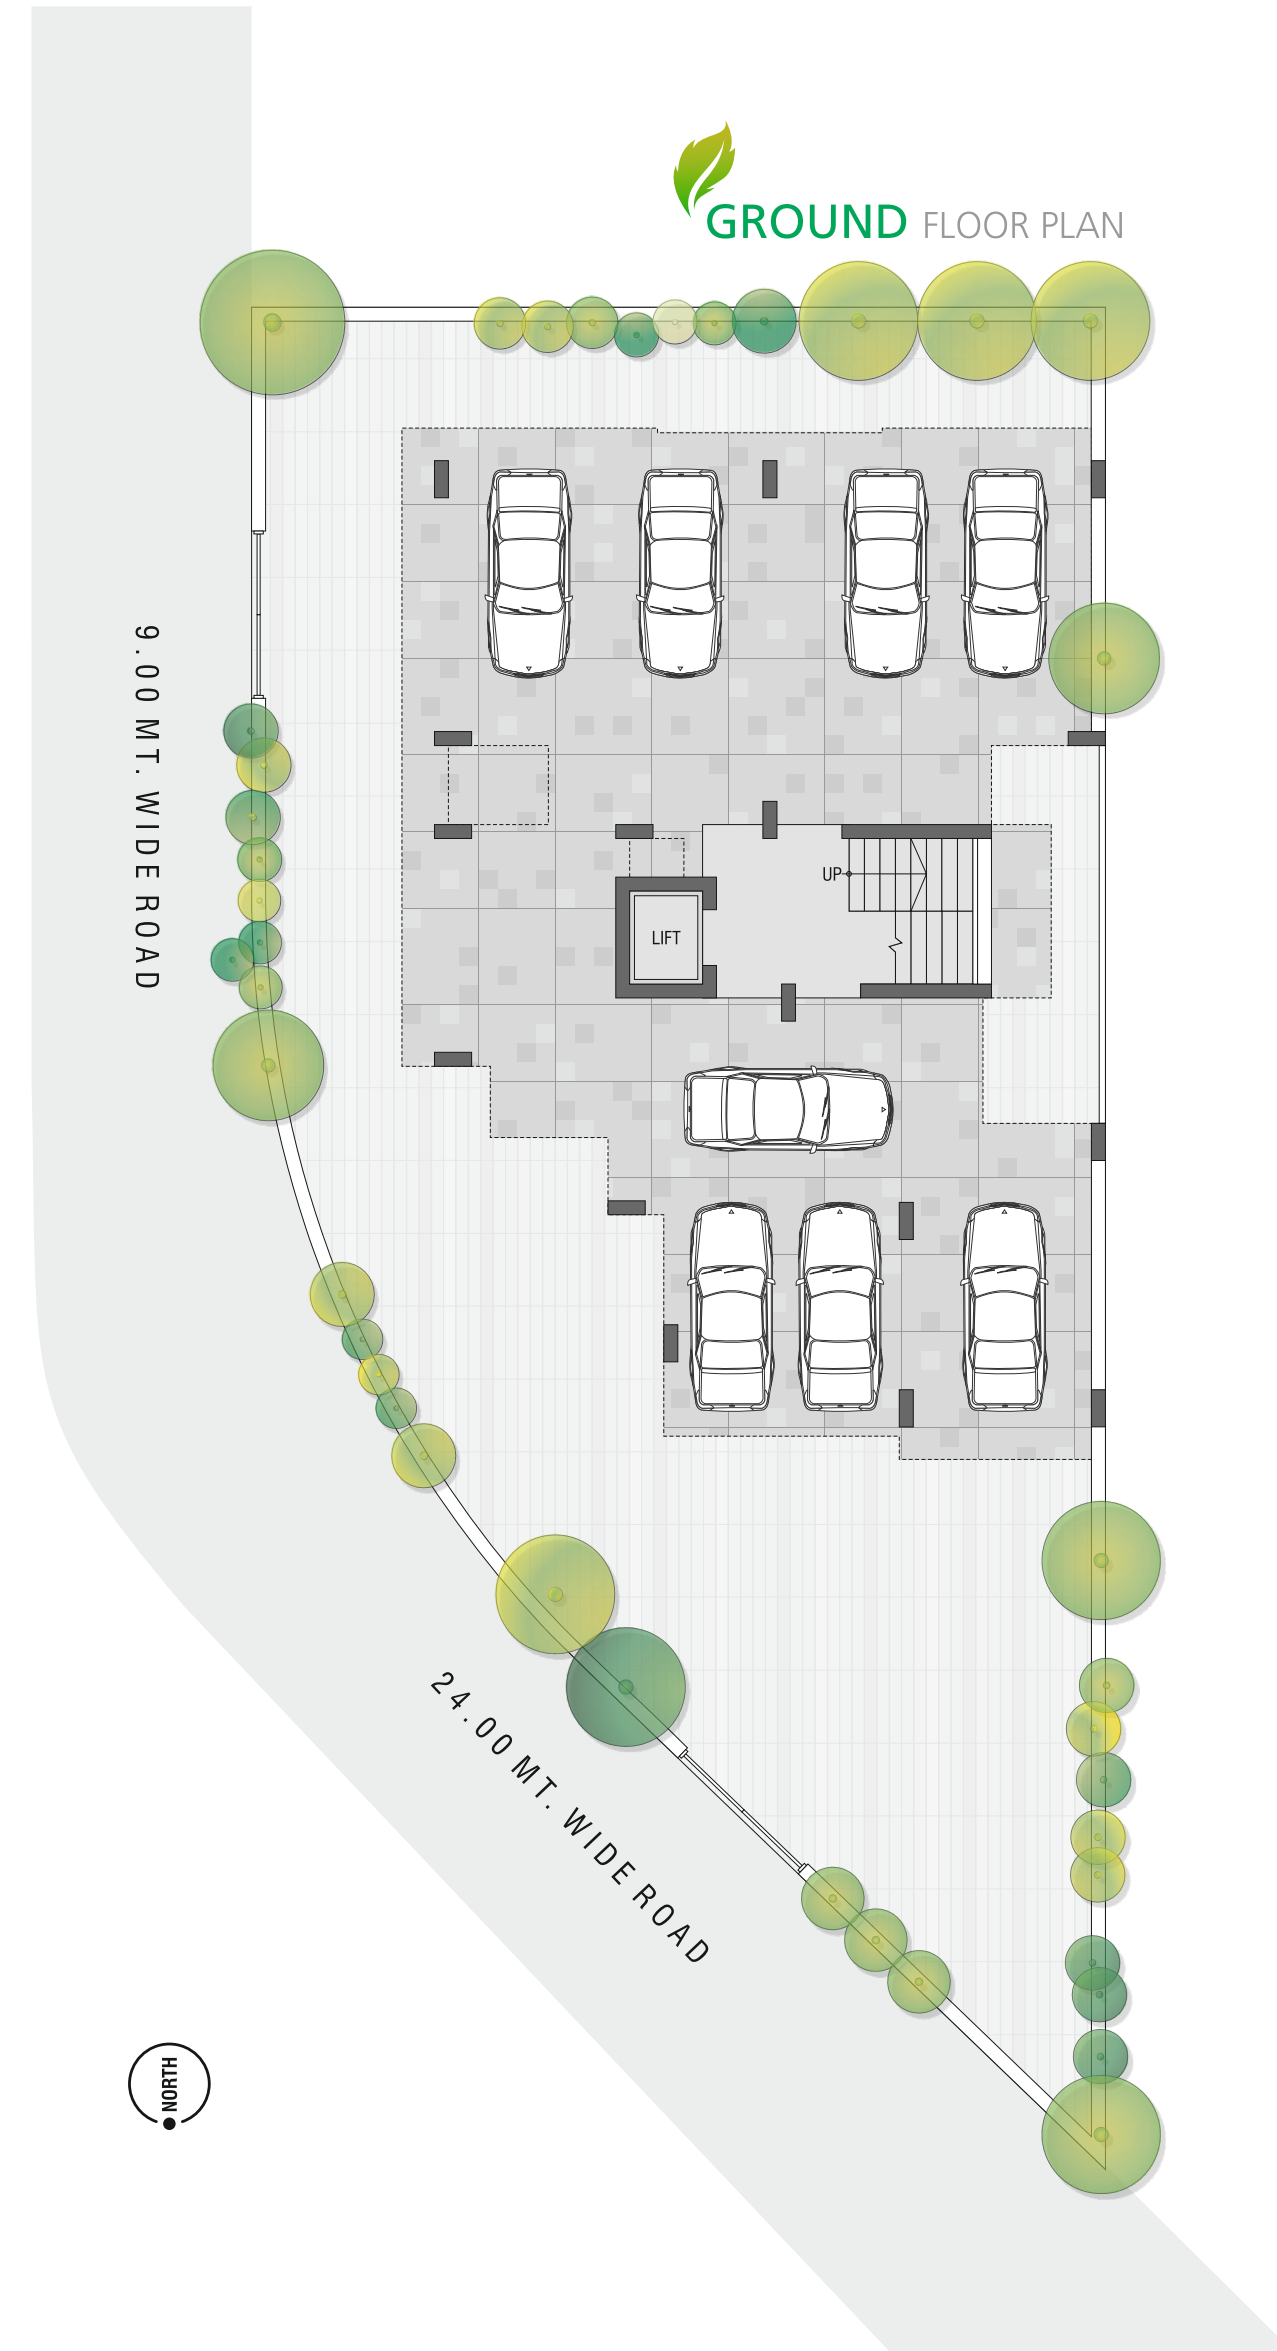 GROUND FLOOR PLAN
9.00 MT. WIDE ROAD
UP
LIFT
24.00 MT. WIDE ROAD
NORTH